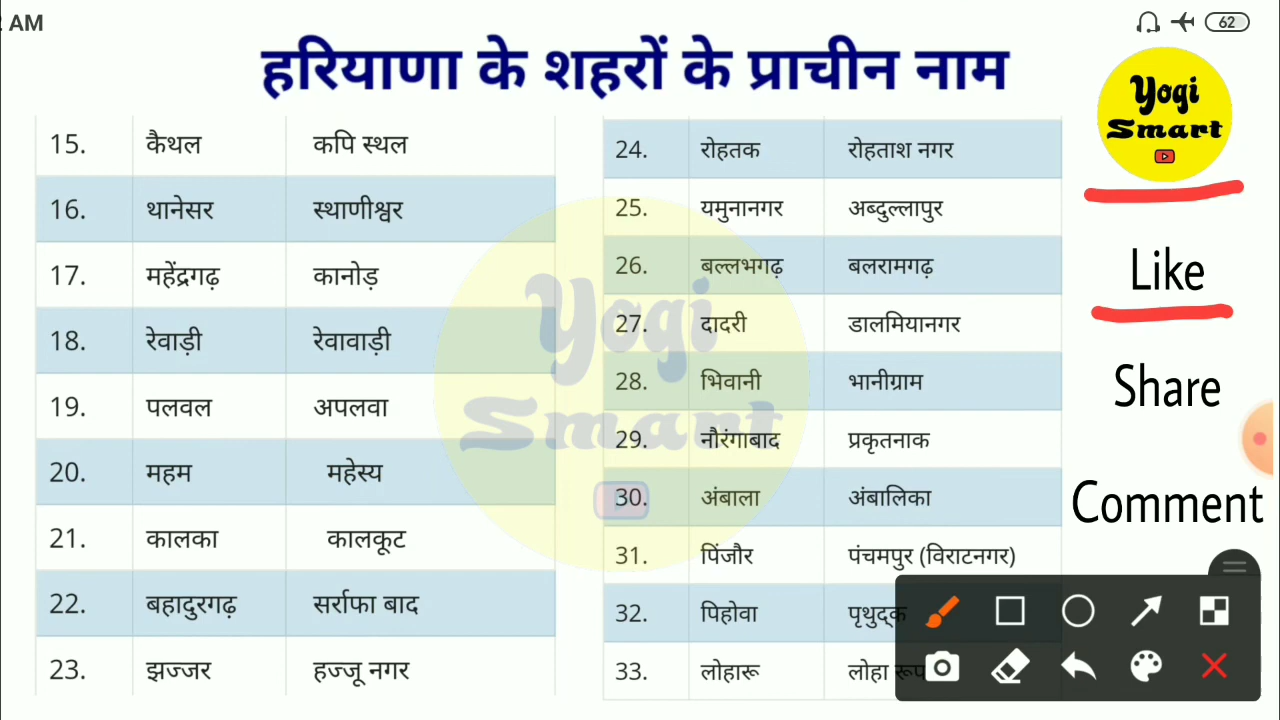 AM
62
हरियाणा के शहरों के प्राचीन नाम
15. कैथल कपि स्थल
16. थानेसर स्थाणीश्वर
17. महेंद्रगढ़ कानोड़
18. रेवाड़ी रेवावाड़ी
19. पलवल अपलवा
20. महम महेस्य
21. कालका कालकूट
22. बहादुरगढ़ सर्राफा बाद
23. झज्जर हज्जू नगर
24. रोहतक रोहताश नगर
25. यमुनानगर अब्दुल्लापुर
26. बल्लभगढ़ बलरामगढ़
27. दादरी डालमियानगर
28. भिवानी भानीग्राम
29. नौरंगाबाद प्रकृतनाक
30. अंबाला अंबालिका
31. पिंजौर पंचमपुर (विराटनगर)
32. पिहोवा पृथुद्क
33. लोहारू लोहा रूप
Yogi
Smart
Yogi
Smart
Like
Share
Comment